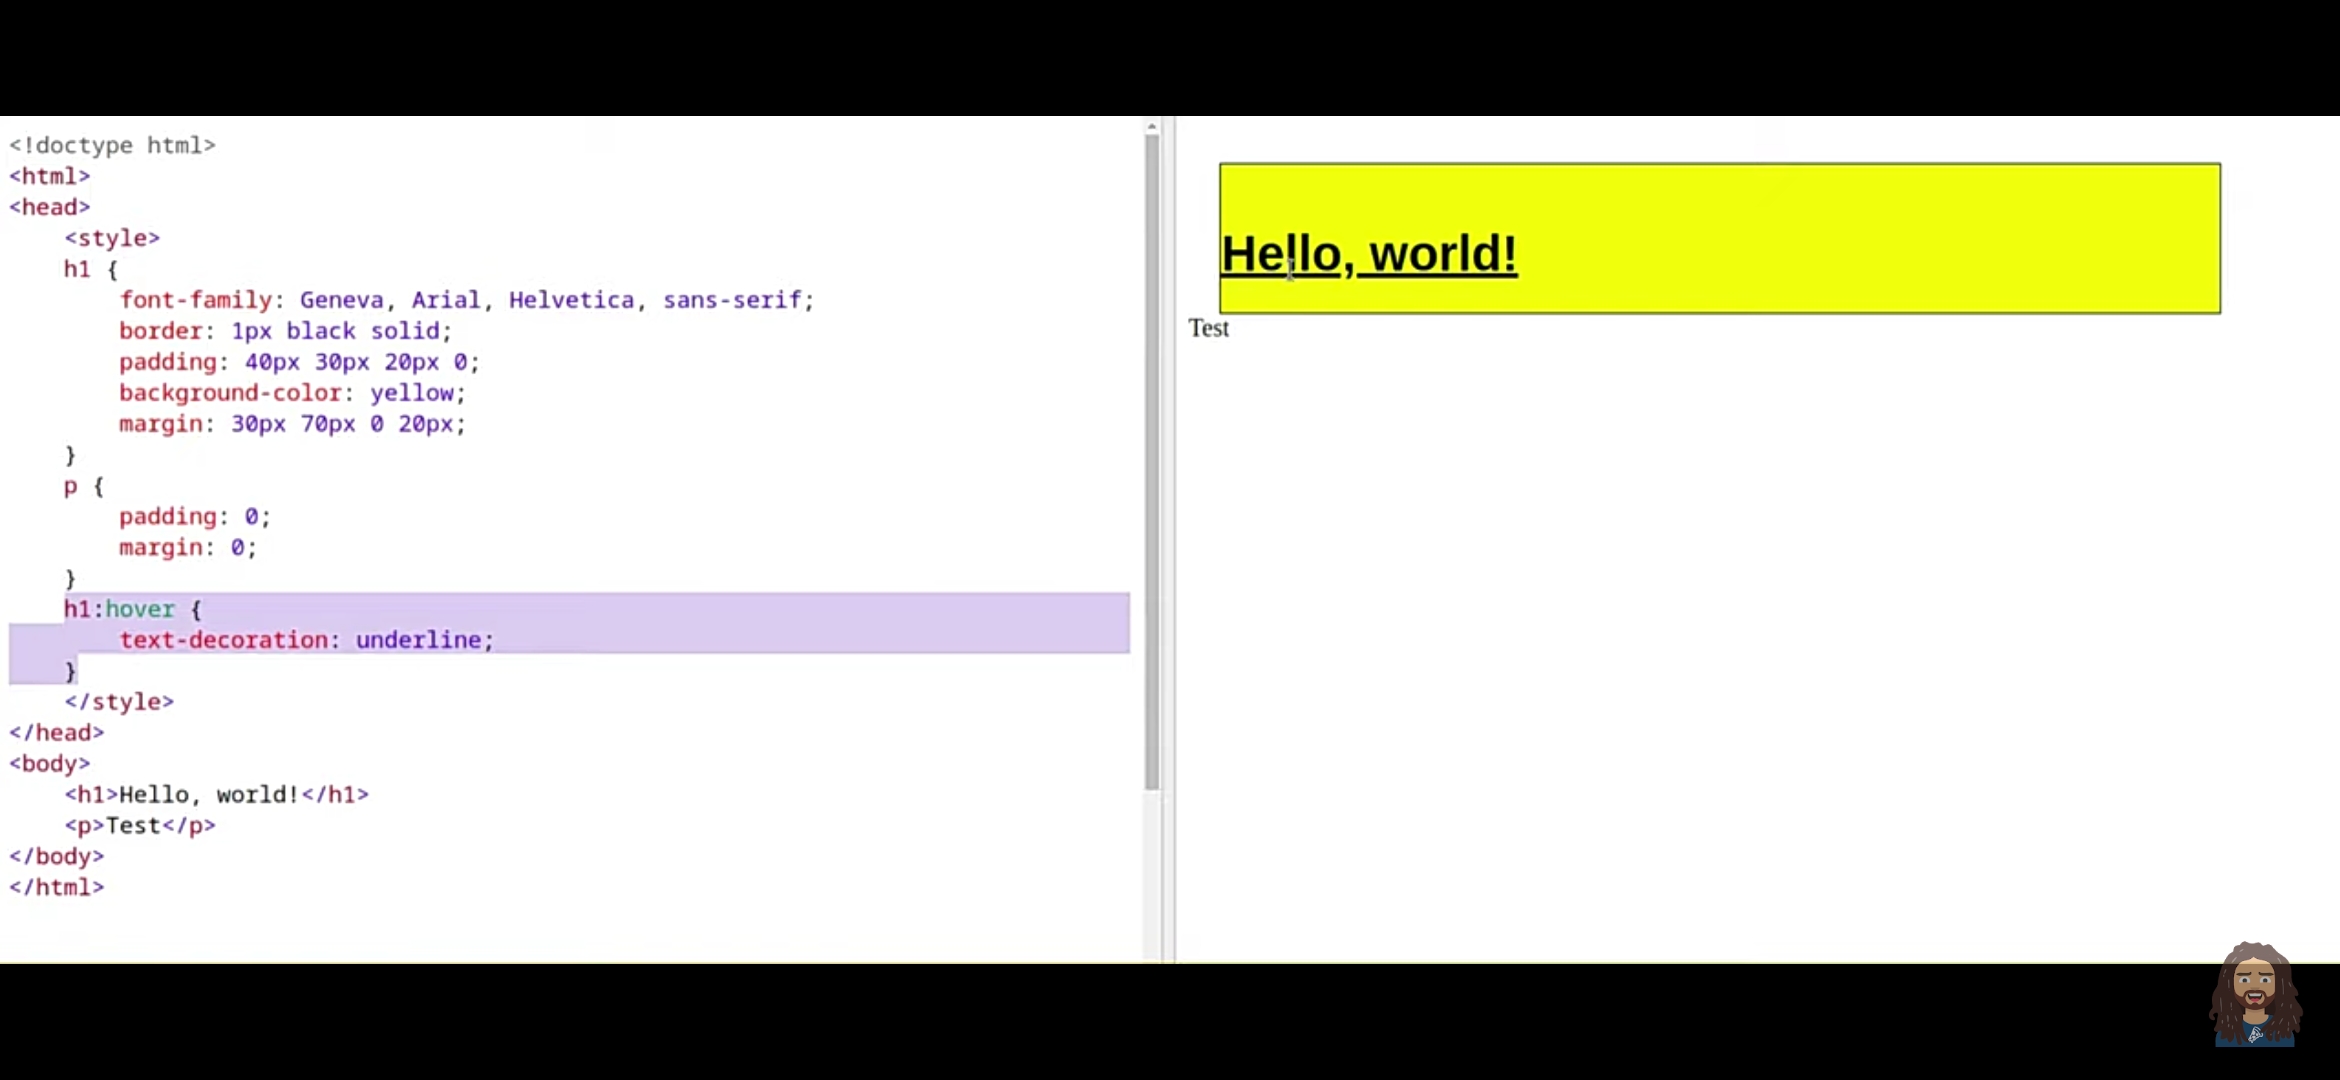 <!doctype html>
<html>
<head>
    <style>
    h1 {
        font-family: Geneva, Arial, Helvetica, sans-serif;
        border: 1px black solid;
        padding: 40px 30px 20px 0;
        background-color: yellow;
        margin: 30px 70px 0 20px;
    }
    p {
        padding: 0;
        margin: 0;
    }
    h1:hover {
        text-decoration: underline;
    }
    </style>
</head>
<body>
    <h1>Hello, world!</h1>
    <p>Test</p>
</body>
</html>
Hello, world!
Test